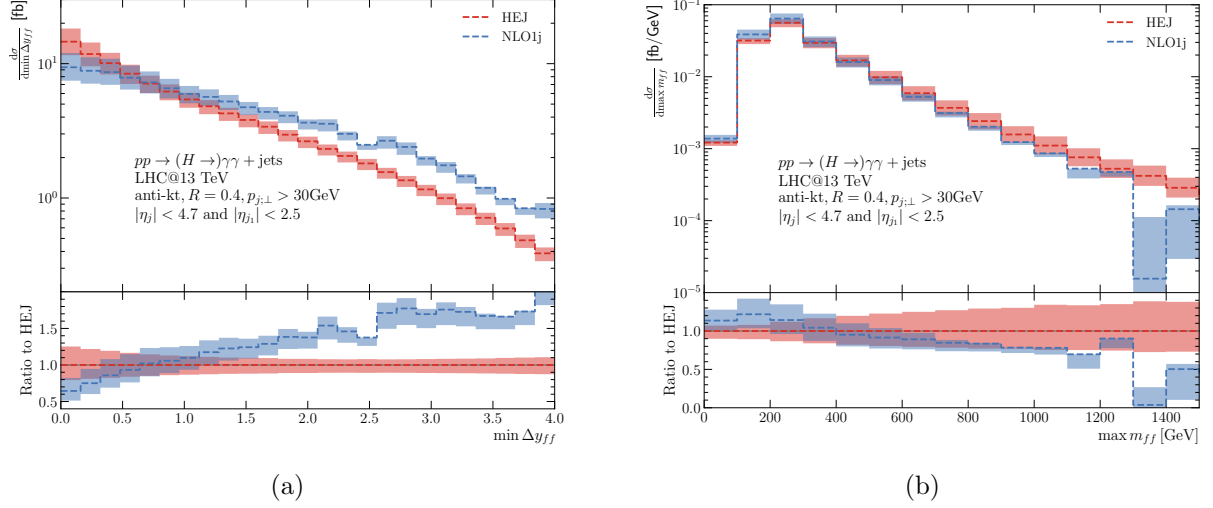 dσ/dmin Δy_ff [fb]
10^1
10^0
HEJ
NLO1j
pp → (H →)γγ + jets
LHC@13 TeV
anti-kt, R = 0.4, p_j;⊥ > 30GeV
|η_j| < 4.7 and |η_j₁| < 2.5
Ratio to HEJ
1.5
1.0
0.5
0.0 0.5 1.0 1.5 2.0 2.5 3.0 3.5 4.0
min Δy_ff
(a)
dσ/dmax m_ff [fb/GeV]
10^−1
10^−2
10^−3
10^−4
10^−5
HEJ
NLO1j
pp → (H →)γγ + jets
LHC@13 TeV
anti-kt, R = 0.4, p_j;⊥ > 30GeV
|η_j| < 4.7 and |η_j₁| < 2.5
Ratio to HEJ
1.0
0.5
0.0
0 200 400 600 800 1000 1200 1400
max m_ff [GeV]
(b)